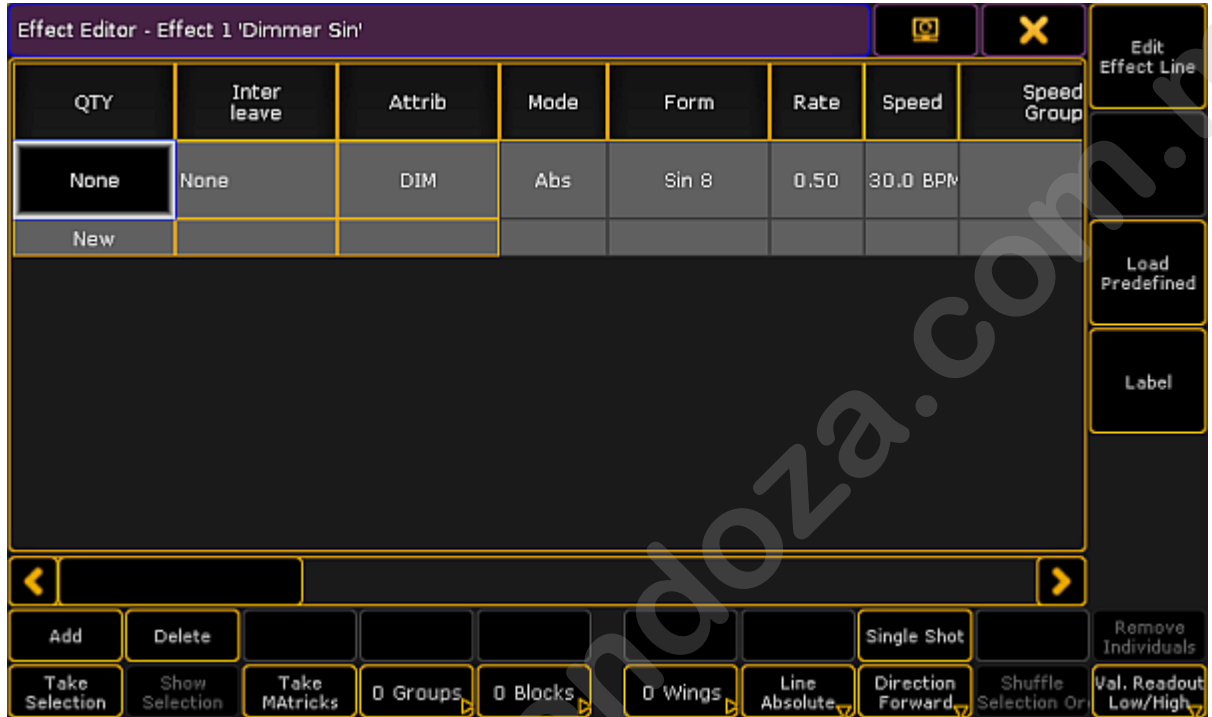 Effect Editor - Effect 1 'Dimmer Sin'
Edit
Effect Line
QTY
Inter
leave
Attrib
Mode
Form
Rate
Speed
Speed
Group
None
None
DIM
Abs
Sin 8
0.50
30.0 BPM
New
Load
Predefined
Label
Add
Delete
Single Shot
Remove
Individuals
Take
Selection
Show
Selection
Take
MAtricks
0 Groups
0 Blocks
0 Wings
Line
Absolute
Direction
Forward
Shuffle
Selection Or
Val. Readout
Low/High